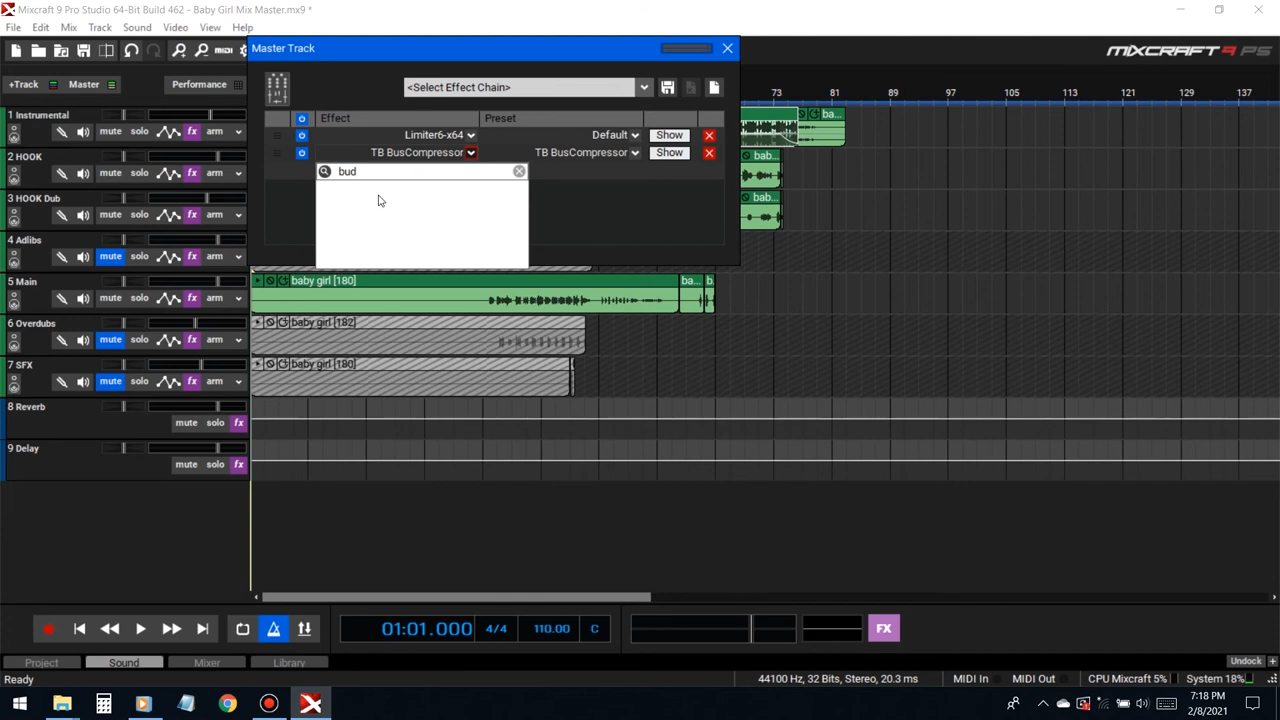 Mixcraft 9 Pro Studio 64-Bit Build 462 - Baby Girl Mix Master.mx9 *
File Edit Mix Track Sound Video View Help
Master Track
MIXCRAFT 9 PS
+Track Master Performance
<Select Effect Chain>
73 81 89 97 105 113 121 129 137
Effect Preset
1 Instrumental
mute solo fx arm
Limiter6-x64 Default Show
ba...
2 HOOK
mute solo fx arm
TB BusCompressor TB BusCompressor Show
bab...
bud
3 HOOK Dub
mute solo fx arm
bab...
4 Adlibs
mute solo fx arm
5 Main
mute solo fx arm
baby girl [180] ba... b.
6 Overdubs
mute solo fx arm
baby girl [182]
7 SFX
mute solo fx arm
baby girl [180]
8 Reverb
mute solo fx
9 Delay
mute solo fx
01:01.000 4/4 110.00 C FX
Project Sound Mixer Library Undock
Ready 44100 Hz, 32 Bits, Stereo, 20.3 ms MIDI In MIDI Out CPU Mixcraft 5% System 18%
7:18 PM
2/8/2021